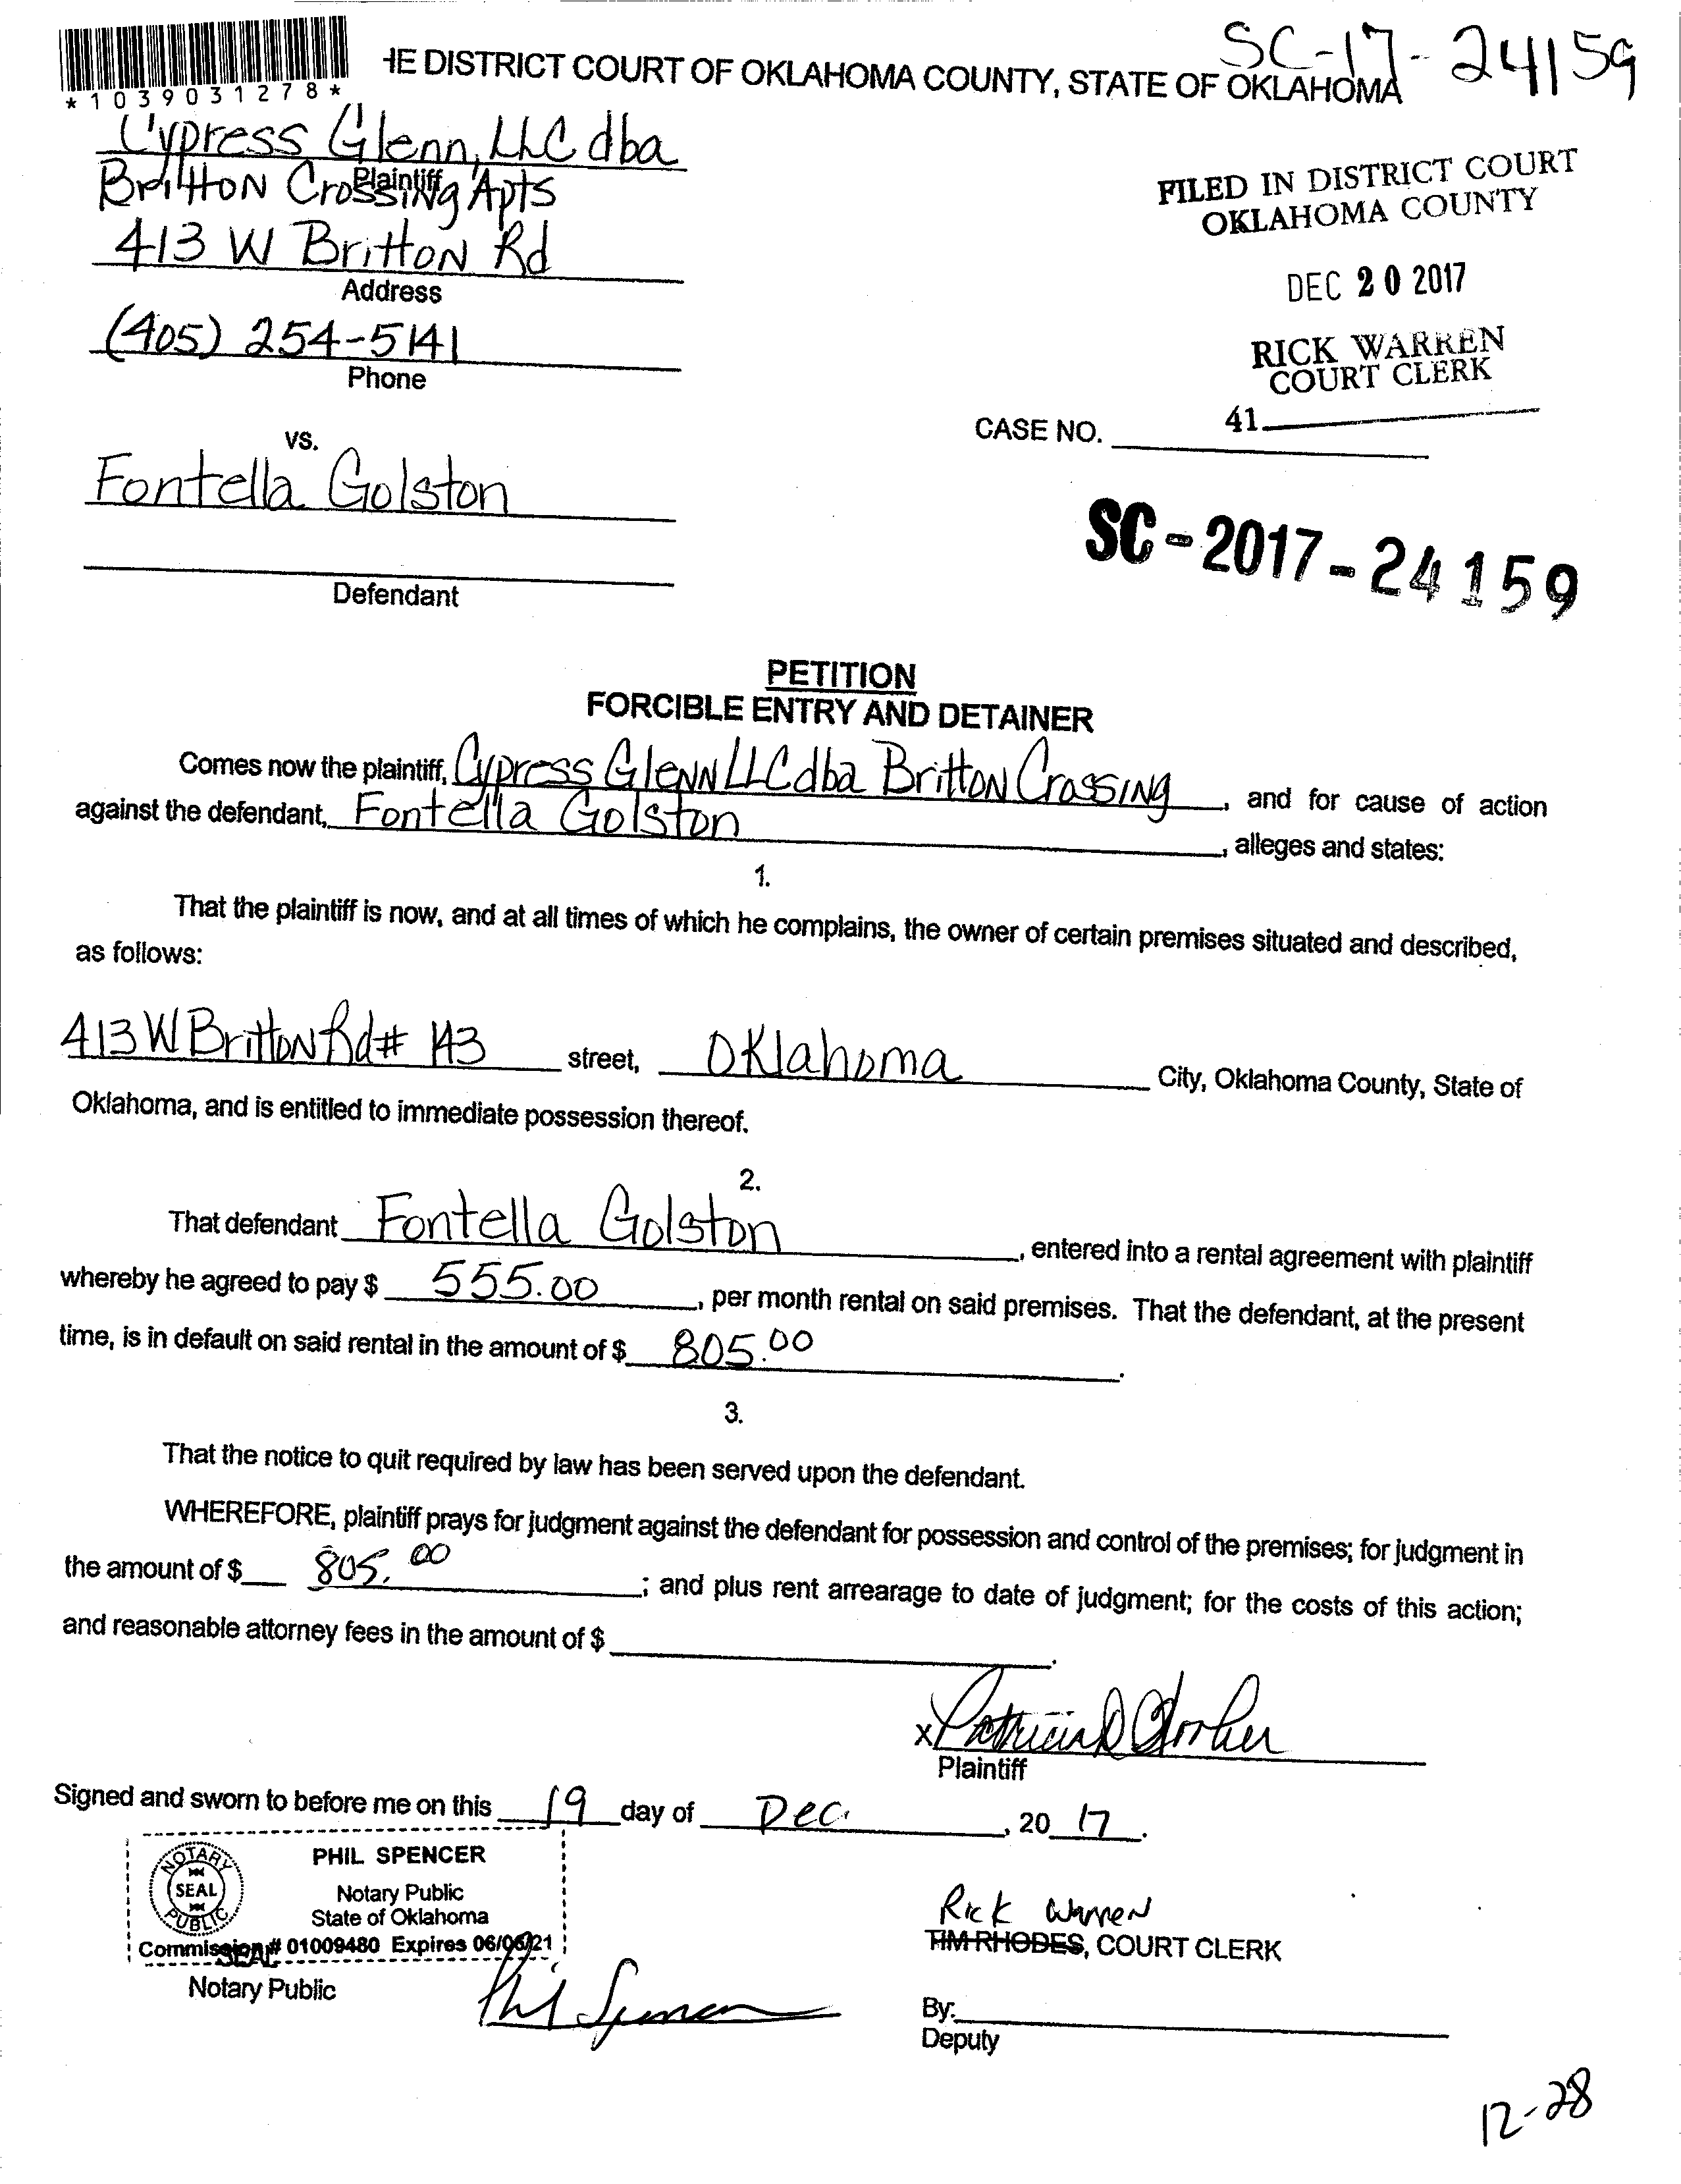 SC-17-24159
*1039031278*
HE DISTRICT COURT OF OKLAHOMA COUNTY, STATE OF OKLAHOMA
Cypress Glenn, LLC dba
Plaintiff
Britton Crossing Apts
413 W Britton Rd
Address
(405) 254-5141
Phone
FILED IN DISTRICT COURT
OKLAHOMA COUNTY
DEC 20 2017
RICK WARREN
COURT CLERK
41
CASE NO.
vs.
Fontella Golston
Defendant
SC-2017-24159
PETITION
FORCIBLE ENTRY AND DETAINER
Comes now the plaintiff, Cypress Glenn LLC dba Britton Crossing, and for cause of action
against the defendant, Fontella Golston, alleges and states:
1.
That the plaintiff is now, and at all times of which he complains, the owner of certain premises situated and described,
as follows:
413 W Britton Rd # 143 street, Oklahoma City, Oklahoma County, State of
Oklahoma, and is entitled to immediate possession thereof.
2.
That defendant Fontella Golston, entered into a rental agreement with plaintiff
whereby he agreed to pay $ 555.00, per month rental on said premises. That the defendant, at the present
time, is in default on said rental in the amount of $ 805.00.
3.
That the notice to quit required by law has been served upon the defendant.
WHEREFORE, plaintiff prays for judgment against the defendant for possession and control of the premises; for judgment in
the amount of $ 805.00; and plus rent arrearage to date of judgment; for the costs of this action;
and reasonable attorney fees in the amount of $.
x Patricia D
Plaintiff
Signed and sworn to before me on this 19 day of Dec., 20 17.
NOTARY PUBLIC SEAL
PHIL SPENCER
Notary Public
State of Oklahoma
Commission # 01009480 Expires 06/06/21
SEAL
Notary Public
Phil Spencer
Rick Warren
TIM RHODES, COURT CLERK
By:
Deputy
12-28